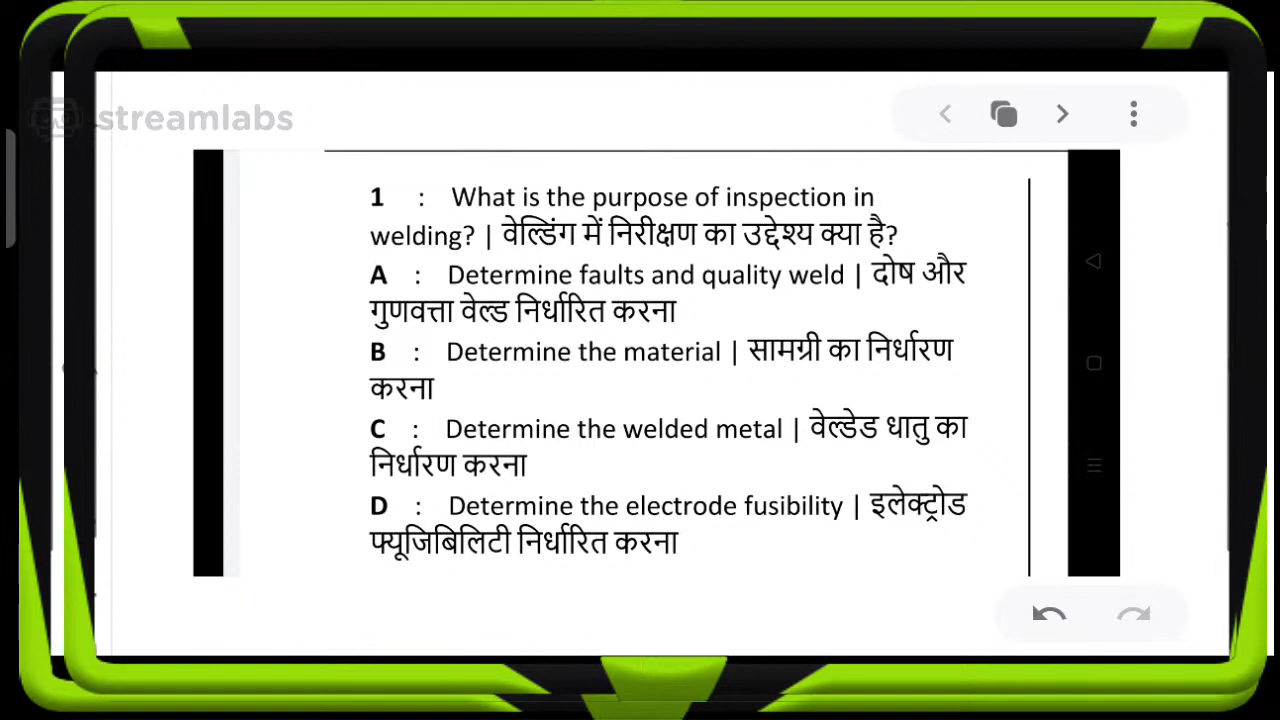 streamlabs
1 : What is the purpose of inspection in
welding? | वेल्डिंग में निरीक्षण का उद्देश्य क्या है?
A : Determine faults and quality weld | दोष और
गुणवत्ता वेल्ड निर्धारित करना
B : Determine the material | सामग्री का निर्धारण
करना
C : Determine the welded metal | वेल्डेड धातु का
निर्धारण करना
D : Determine the electrode fusibility | इलेक्ट्रोड
फ्यूजिबिलिटी निर्धारित करना